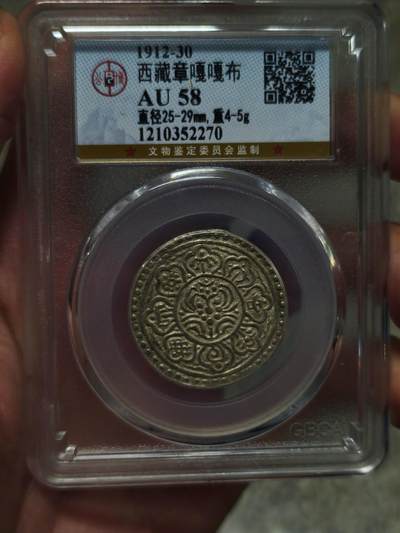 1912-30
西藏章嘎嘎布
AU 58
直径25-29mm,重4-5g
1210352270
★ 文物鉴定委员会监制 ★
GBCA